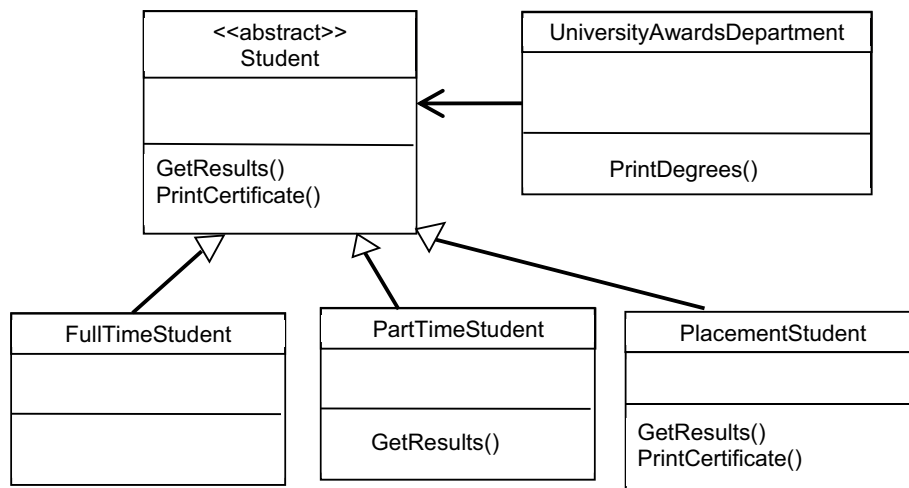 <<abstract>>
Student
GetResults()
PrintCertificate()
UniversityAwardsDepartment
PrintDegrees()
FullTimeStudent
PartTimeStudent
GetResults()
PlacementStudent
GetResults()
PrintCertificate()